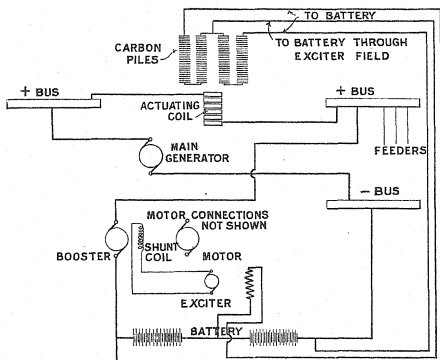 TO BATTERY
CARBON
PILES
TO BATTERY THROUGH
EXCITER FIELD
+ BUS
ACTUATING
COIL
+ BUS
MAIN
GENERATOR
FEEDERS
- BUS
MOTOR CONNECTIONS
NOT SHOWN
BOOSTER
SHUNT
COIL
MOTOR
EXCITER
BATTERY